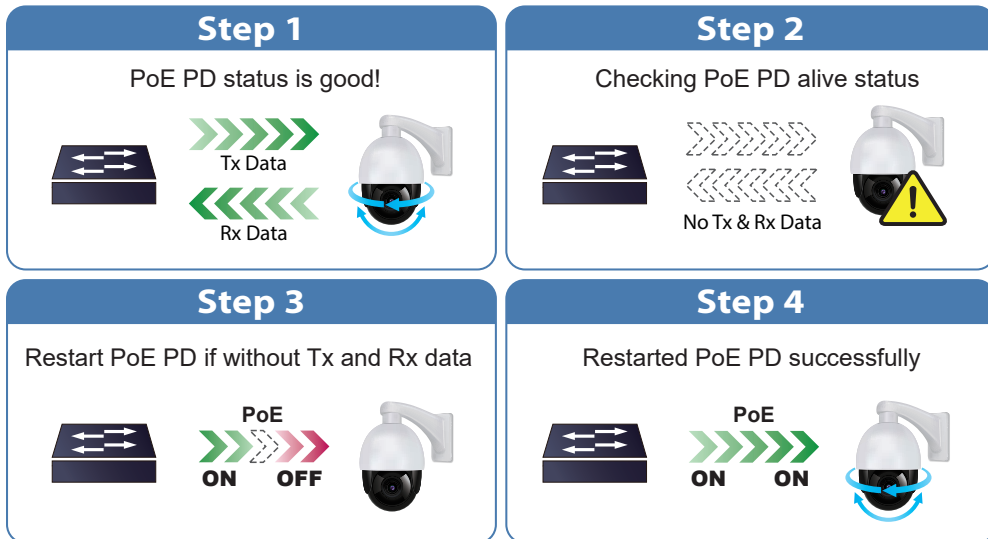 Step 1
PoE PD status is good!
Tx Data
Rx Data
Step 2
Checking PoE PD alive status
No Tx & Rx Data
Step 3
Restart PoE PD if without Tx and Rx data
PoE
ON OFF
Step 4
Restarted PoE PD successfully
PoE
ON ON